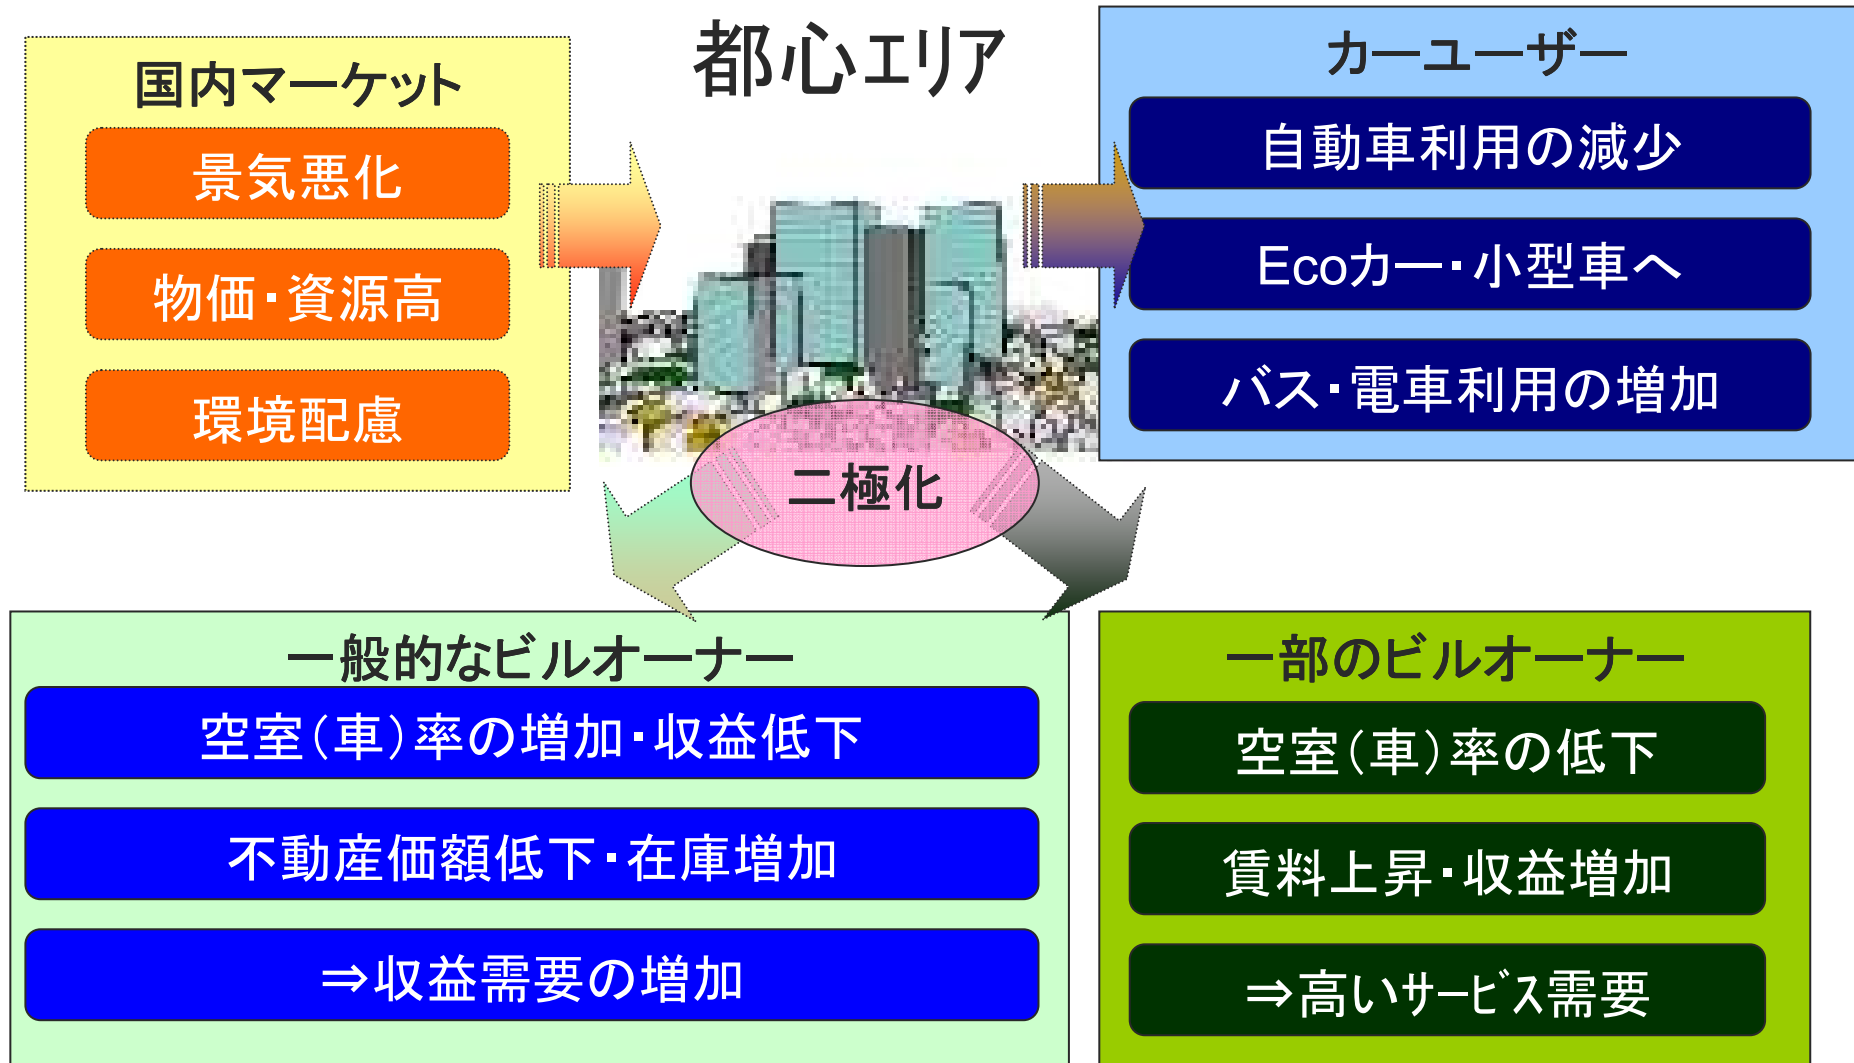 都心エリア
国内マーケット
景気悪化
物価・資源高
環境配慮
カーユーザー
自動車利用の減少
Ecoカー・小型車へ
バス・電車利用の増加
二極化
一般的なビルオーナー
空室(車)率の増加・収益低下
不動産価額低下・在庫増加
⇒収益需要の増加
一部のビルオーナー
空室(車)率の低下
賃料上昇・収益増加
⇒高いサービス需要